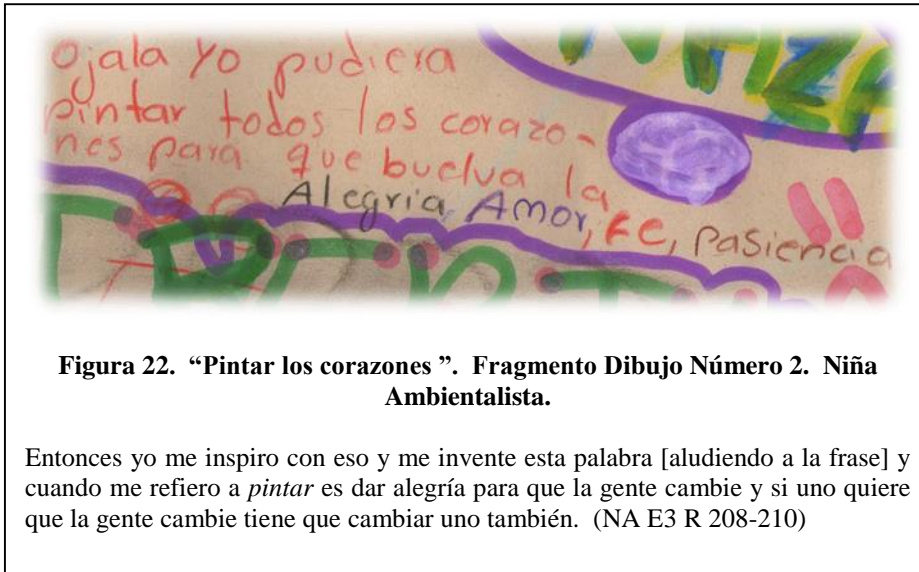 Ojala yo pudiera
pintar todos los corazo-
nes para que buelva la
Alegria, Amor, Fe, Pasiencia
Figura 22. “Pintar los corazones ”. Fragmento Dibujo Número 2. Niña
Ambientalista.
Entonces yo me inspiro con eso y me invente esta palabra [aludiendo a la frase] y
cuando me refiero a pintar es dar alegría para que la gente cambie y si uno quiere
que la gente cambie tiene que cambiar uno también. (NA E3 R 208-210)